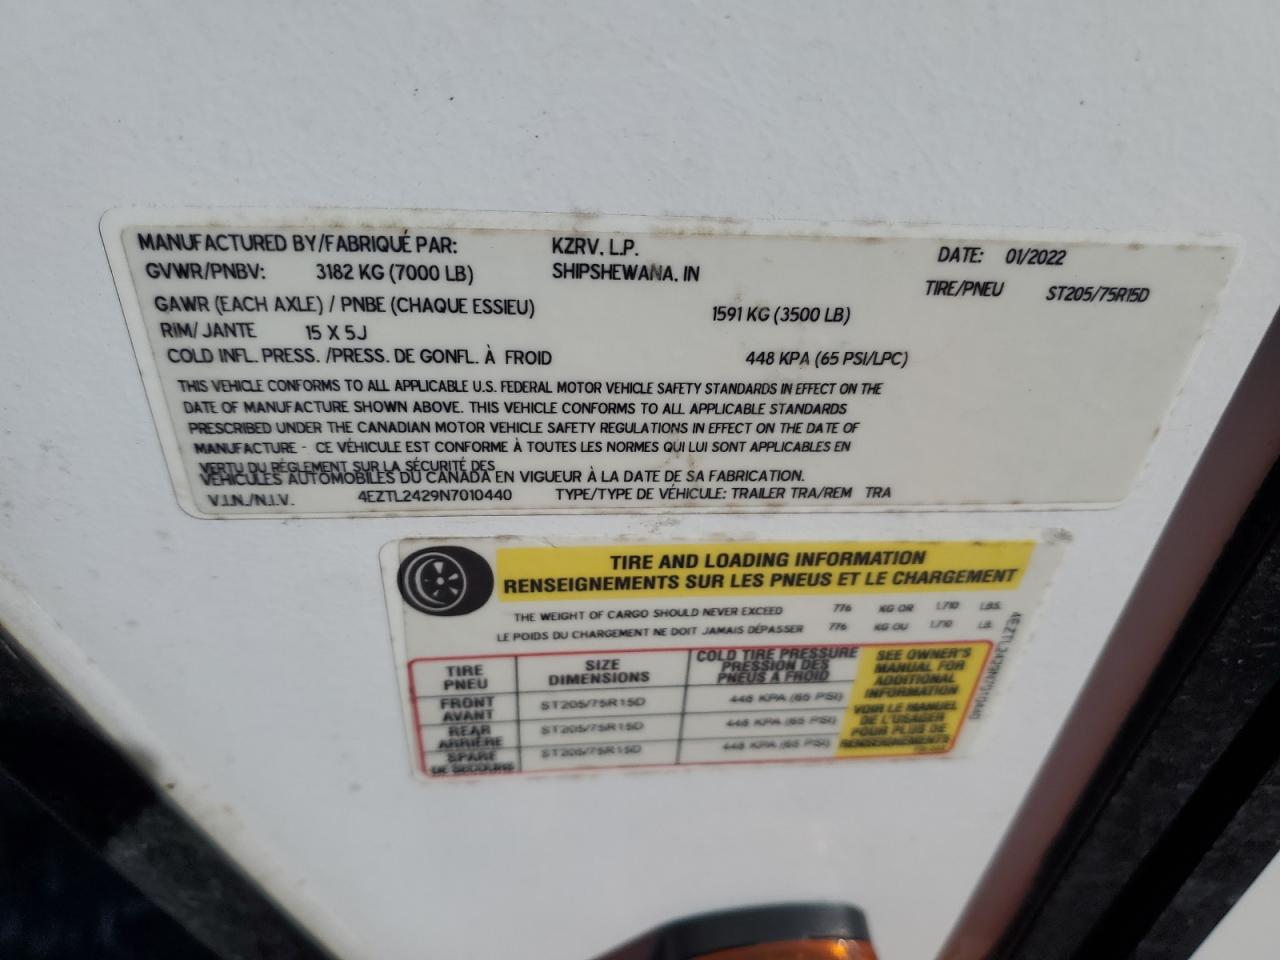 MANUFACTURED BY/FABRIQUÉ PAR: KZRV, L.P. DATE: 01/2022
GVWR/PNBV: 3182 KG (7000 LB) SHIPSHEWANA, IN TIRE/PNEU ST205/75R15D
GAWR (EACH AXLE) / PNBE (CHAQUE ESSIEU) 1591 KG (3500 LB)
RIM/ JANTE 15 X 5J
COLD INFL. PRESS. /PRESS. DE GONFL. À FROID 448 KPA (65 PSI/LPC)
THIS VEHICLE CONFORMS TO ALL APPLICABLE U.S. FEDERAL MOTOR VEHICLE SAFETY STANDARDS IN EFFECT ON THE
DATE OF MANUFACTURE SHOWN ABOVE. THIS VEHICLE CONFORMS TO ALL APPLICABLE STANDARDS
PRESCRIBED UNDER THE CANADIAN MOTOR VEHICLE SAFETY REGULATIONS IN EFFECT ON THE DATE OF
MANUFACTURE - CE VÉHICULE EST CONFORME À TOUTES LES NORMES QUI LUI SONT APPLICABLES EN
VERTU DU RÉGLEMENT SUR LA SÉCURITÉ DES
VÉHICULES AUTOMOBILES DU CANADA EN VIGUEUR À LA DATE DE SA FABRICATION.
V.I.N./N.I.V. 4EZTL2429N7010440 TYPE/TYPE DE VÉHICULE: TRAILER TRA/REM TRA
TIRE AND LOADING INFORMATION
RENSEIGNEMENTS SUR LES PNEUS ET LE CHARGEMENT
THE WEIGHT OF CARGO SHOULD NEVER EXCEED 776 KG OR 1,710 LBS.
LE POIDS DU CHARGEMENT NE DOIT JAMAIS DÉPASSER 776 KG OU 1,710 LB.
TIRE
PNEU
SIZE
DIMENSIONS
COLD TIRE PRESSURE
PRESSION DES
PNEUS À FROID
FRONT
AVANT
ST205/75R15D
448 KPA (65 PSI)
REAR
ARRIÈRE
ST205/75R15D
448 KPA (65 PSI)
SPARE
DE SECOURS
ST205/75R15D
448 KPA (65 PSI)
SEE OWNER'S
MANUAL FOR
ADDITIONAL
INFORMATION
VOIR LE MANUEL
DE L'USAGER
POUR PLUS DE
RENSEIGNEMENTS
4EZTL2429N7010440